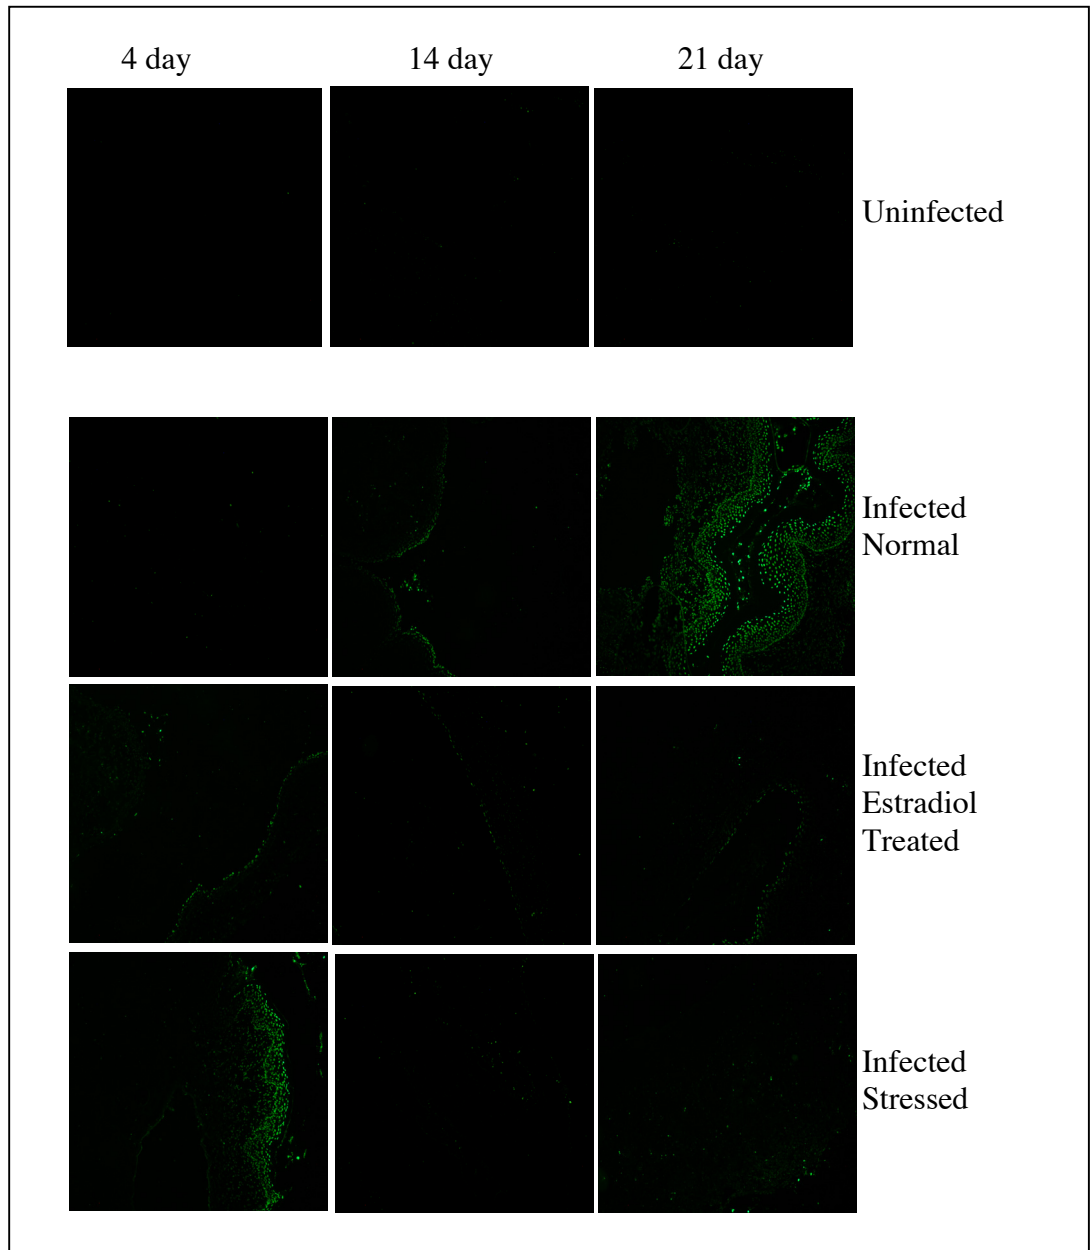 4 day
14 day
21 day
Uninfected
Infected
Normal
Infected
Estradiol
Treated
Infected
Stressed